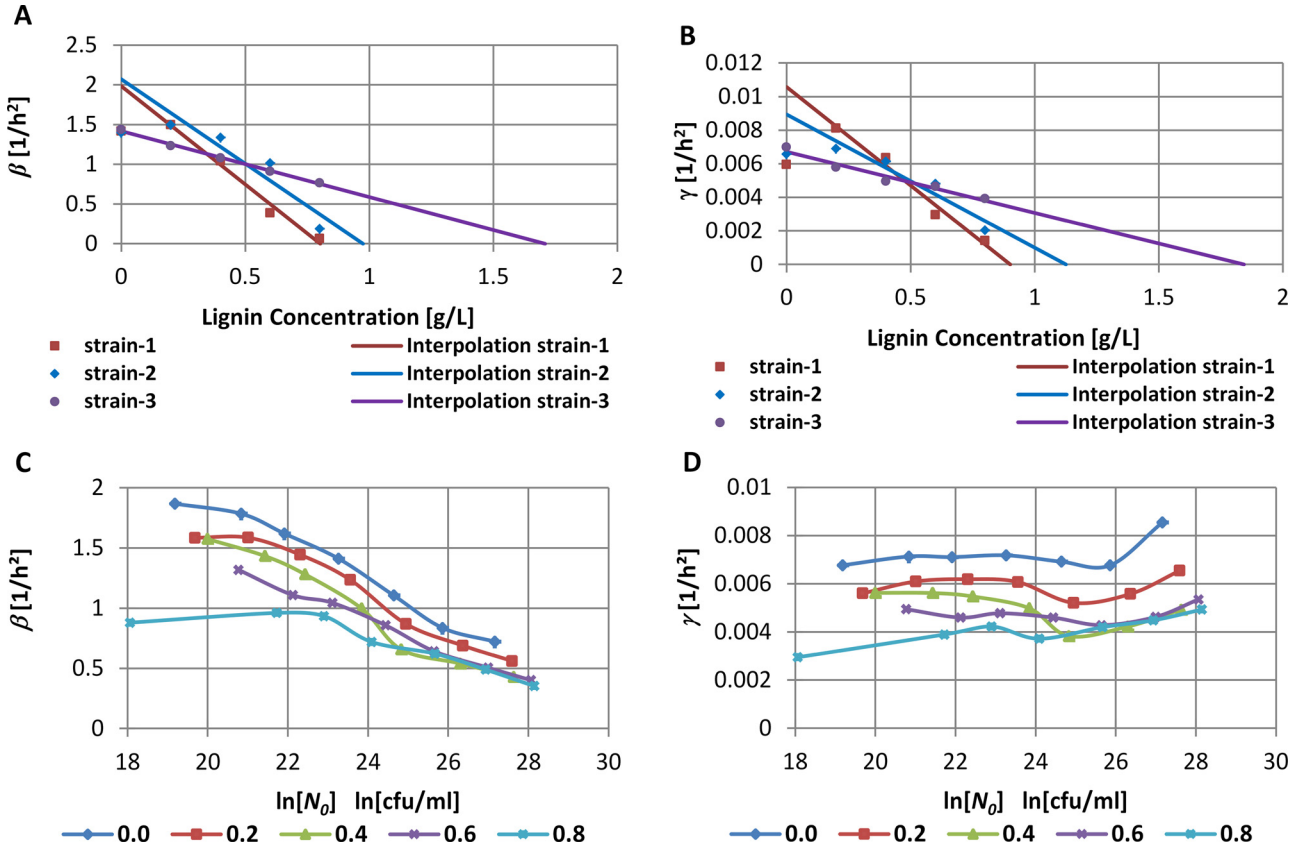 A
β [1/h²]
2.5
2
1.5
1
0.5
0
0 0.5 1 1.5 2
Lignin Concentration [g/L]
strain-1 Interpolation strain-1
strain-2 Interpolation strain-2
strain-3 Interpolation strain-3
B
γ [1/h²]
0.012
0.01
0.008
0.006
0.004
0.002
0
0 0.5 1 1.5 2
Lignin Concentration [g/L]
strain-1 Interpolation strain-1
strain-2 Interpolation strain-2
strain-3 Interpolation strain-3
C
β [1/h²]
2
1.5
1
0.5
0
18 20 22 24 26 28 30
ln[N₀] ln[cfu/ml]
0.0 0.2 0.4 0.6 0.8
D
γ [1/h²]
0.01
0.008
0.006
0.004
0.002
0
18 20 22 24 26 28 30
ln[N₀] ln[cfu/ml]
0.0 0.2 0.4 0.6 0.8